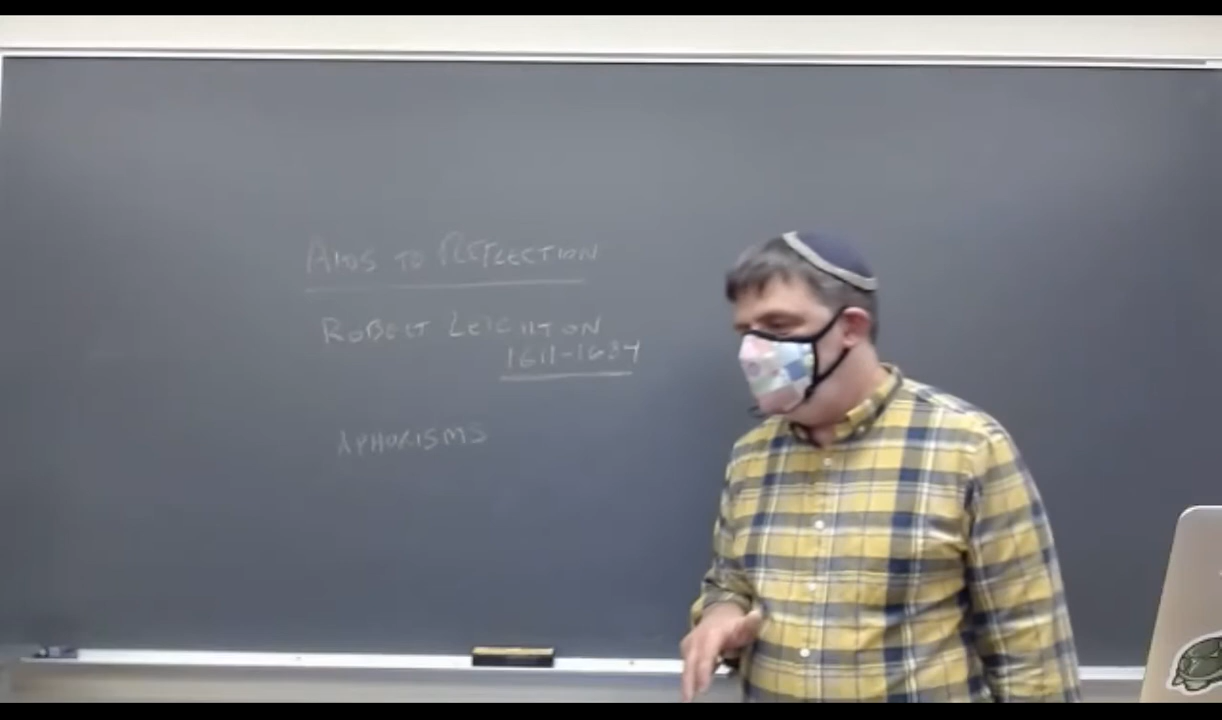 AIDS TO REFLECTION
ROBERT LEIGHTON
1611-1684
APHORISMS